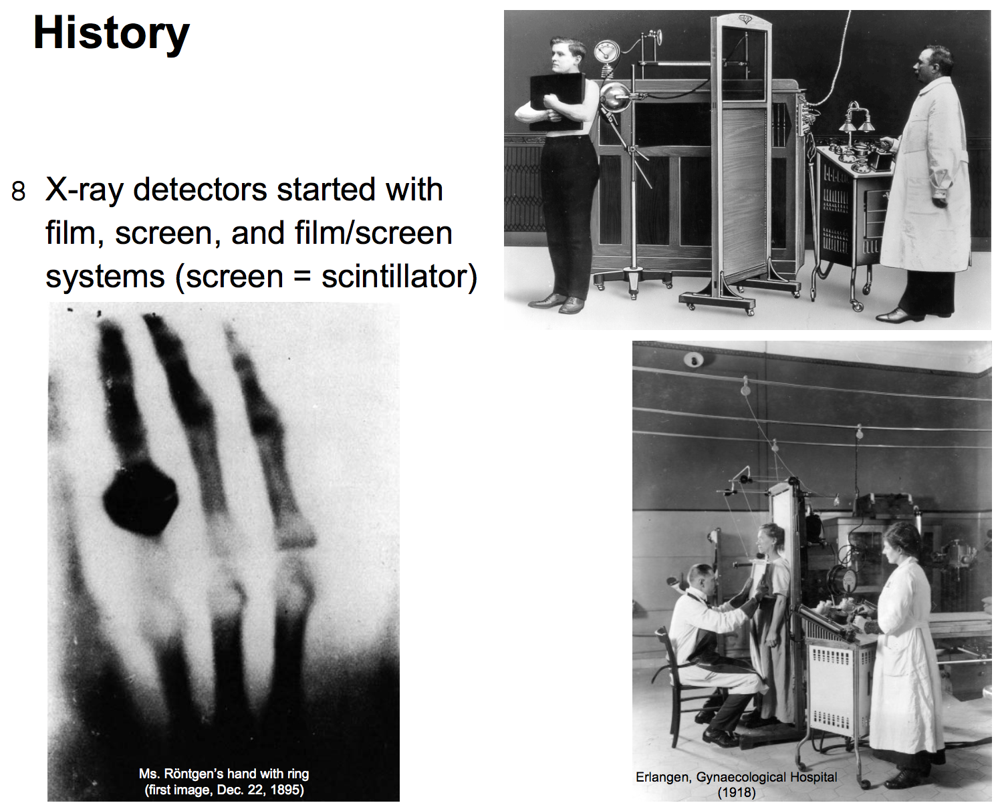 History
8 X-ray detectors started with
film, screen, and film/screen
systems (screen = scintillator)
Ms. Röntgen's hand with ring
(first image, Dec. 22, 1895)
Erlangen, Gynaecological Hospital
(1918)